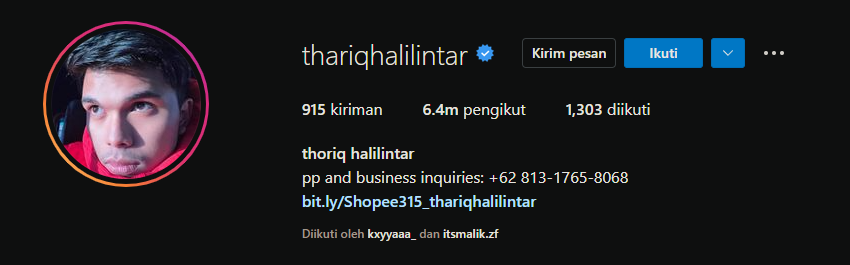 thariqhalilintar Kirim pesan Ikuti
915 kiriman 6.4m pengikut 1,303 diikuti
thoriq halilintar
pp and business inquiries: +62 813-1765-8068
bit.ly/Shopee315_thariqhalilintar
Diikuti oleh kxyyaaa_ dan itsmalik.zf